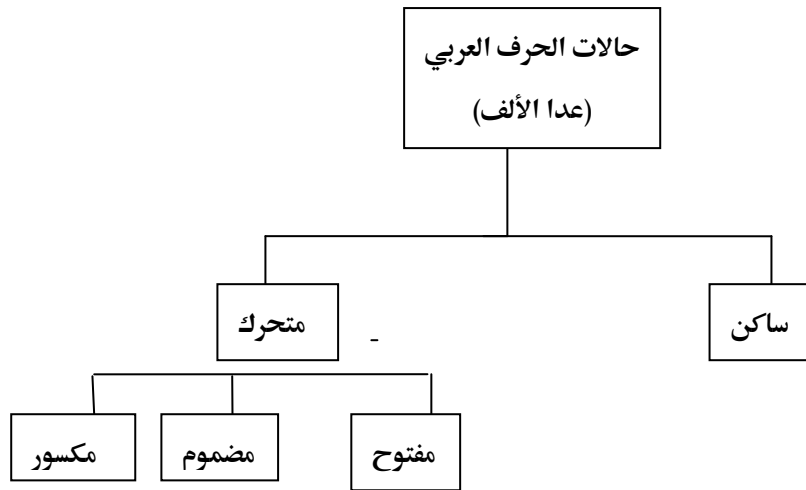 حالات الحرف العربي
(عدا الألف)
ساكن
متحرك
-
مفتوح
مضموم
مكسور